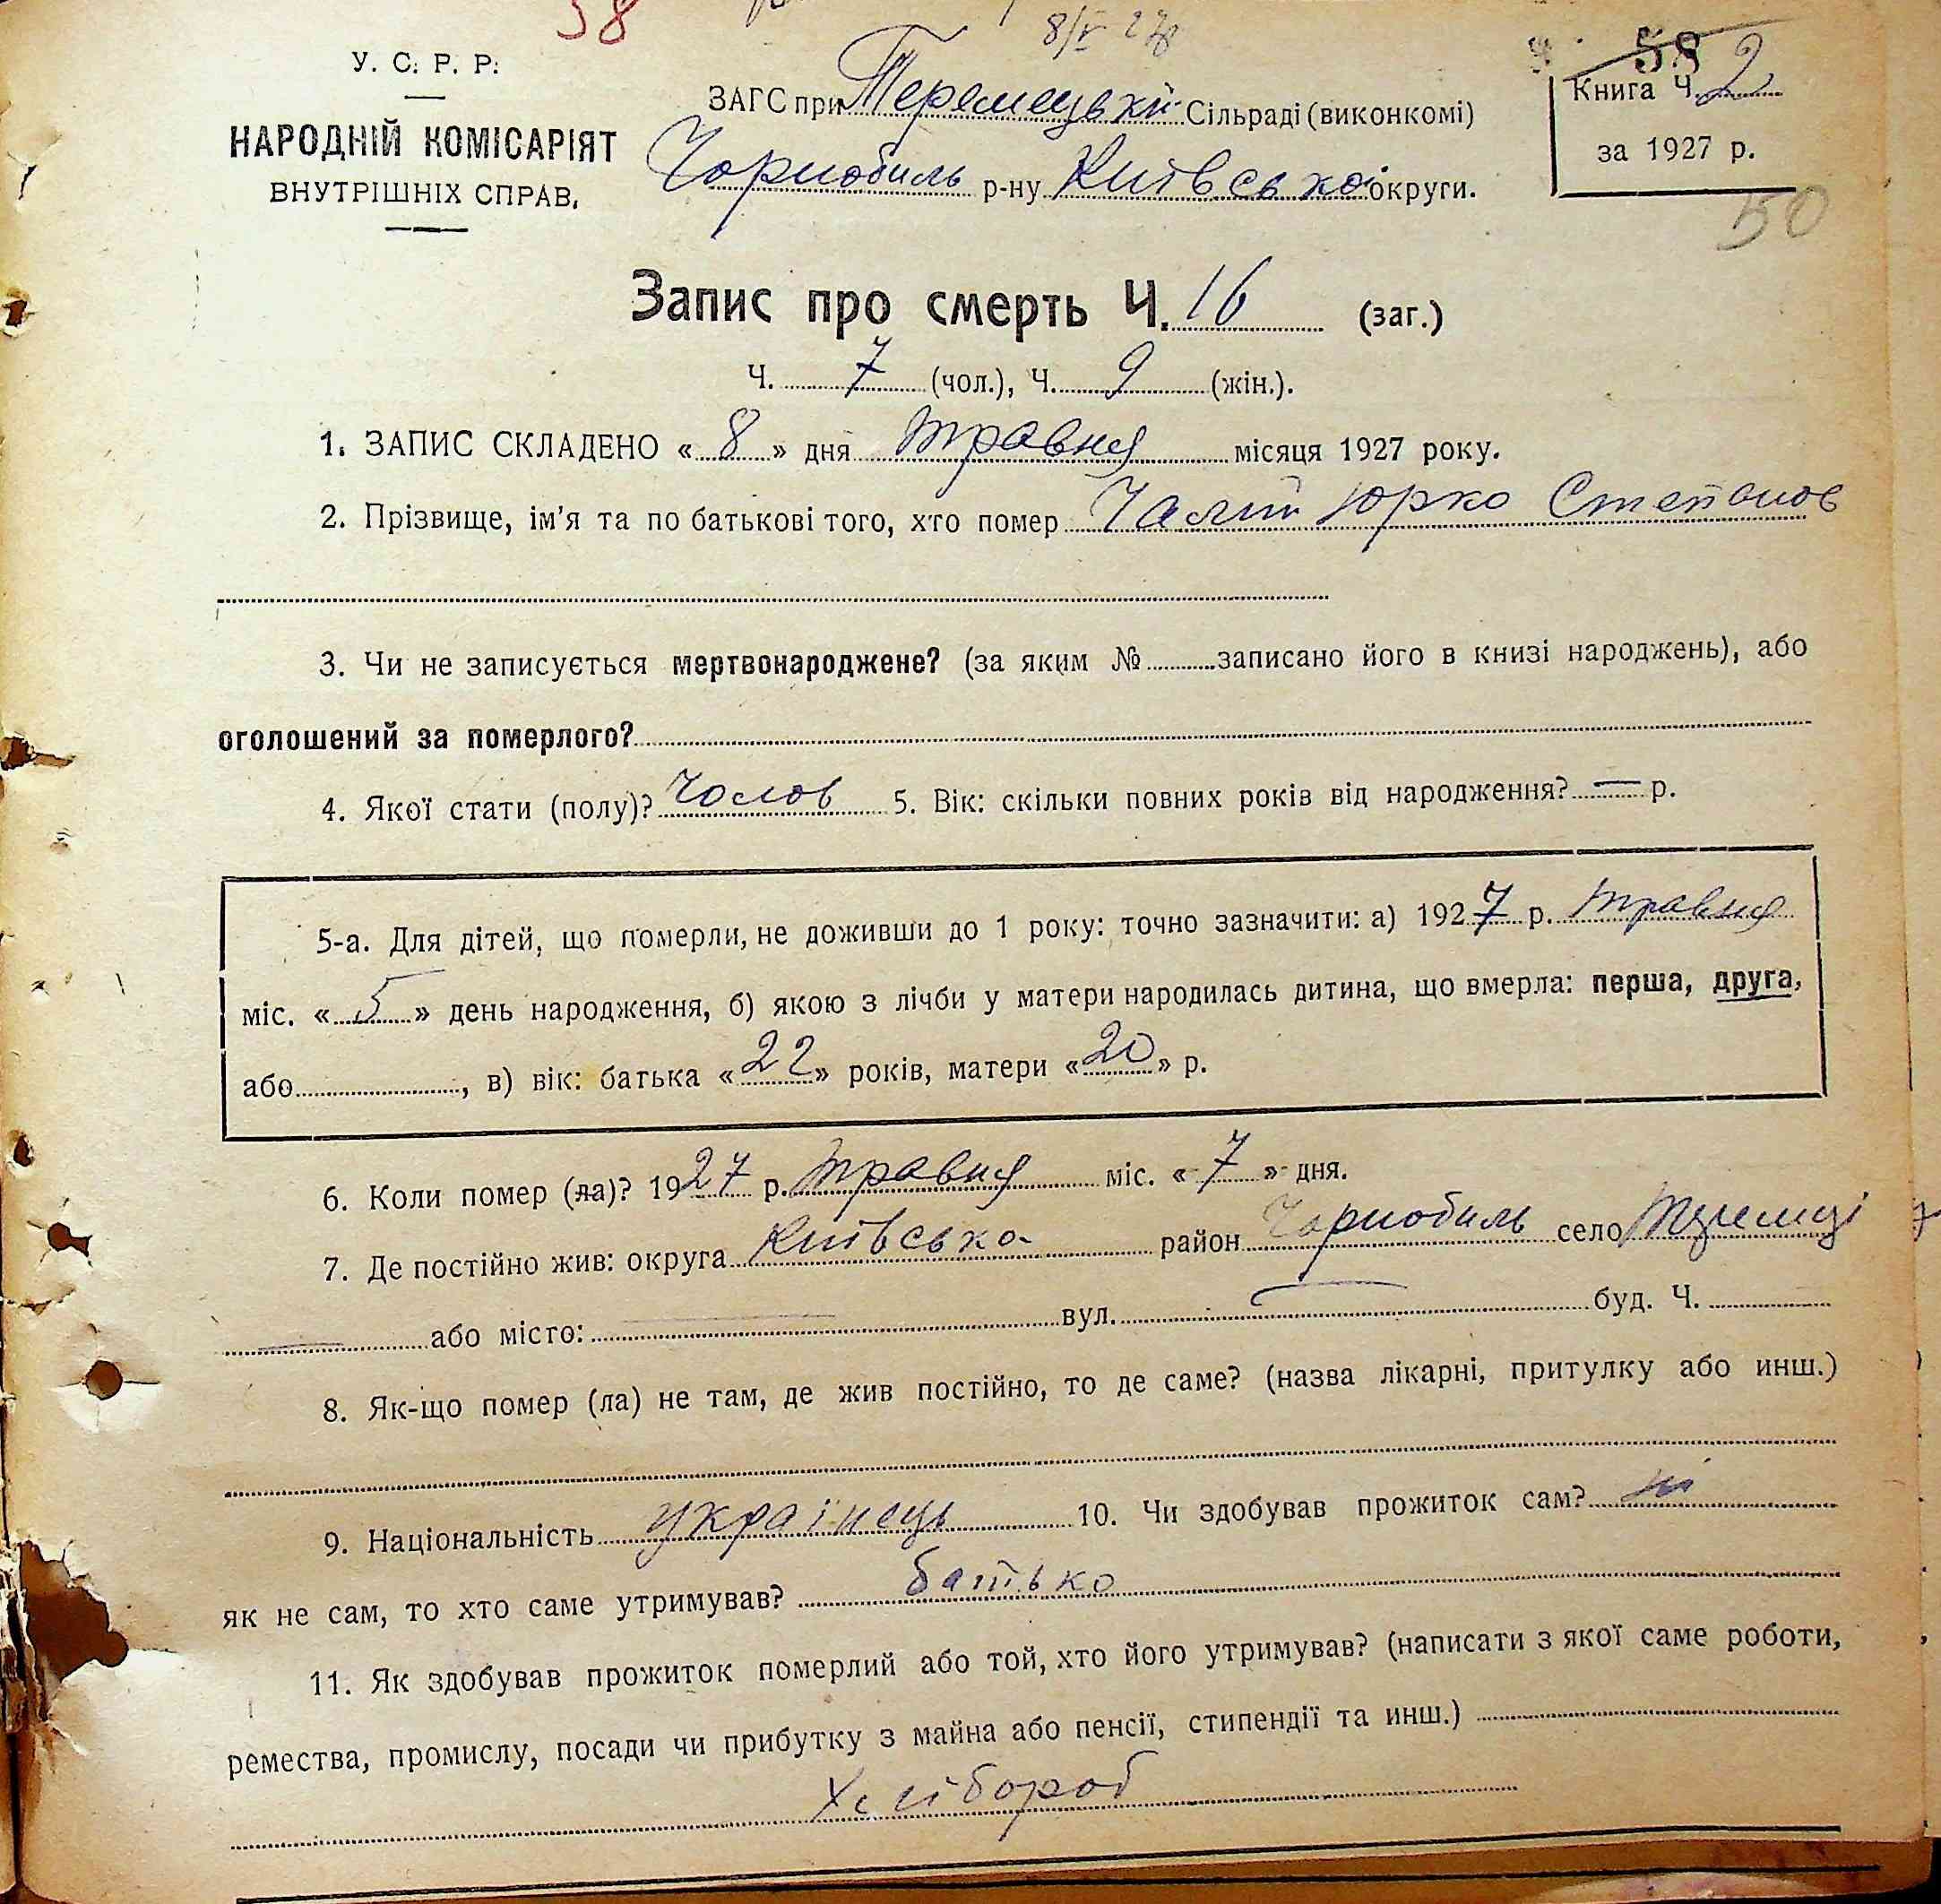 38
8/V 27
58
У. С. Р. Р.
НАРОДНІЙ КОМІСАРІЯТ
ВНУТРІШНІХ СПРАВ.
ЗАГС при Теремецькій Сільраді (виконкомі)
Чорнобиль р-ну Київської округи.
Книга Ч. 2
за 1927 р.
50
Запис про смерть Ч. 16 (заг.)
Ч. 7 (чол.), Ч. 9 (жін.).
1. ЗАПИС СКЛАДЕНО « 8 » дня травня місяця 1927 року.
2. Прізвище, ім'я та по батькові того, хто помер Чалий Юрко Степанов
3. Чи не записується мертвонароджене? (за яким № записано його в книзі народжень), або
оголошений за померлого?
4. Якої стати (полу)? Чолов 5. Вік: скільки повних років від народження? — р.
5-а. Для дітей, що померли, не доживши до 1 року: точно зазначити: а) 1927 р. травня
міс. « 5 » день народження, б) якою з лічби у матери народилась дитина, що вмерла: перша, друга,
або , в) вік: батька « 22 » років, матери « 20 » р.
6. Коли помер (ла)? 1927 р. травня міс. « 7 » дня.
7. Де постійно жив: округа Київська район Чорнобиль село Теремці
або місто: вул. — буд. Ч.
8. Як-що помер (ла) не там, де жив постійно, то де саме? (назва лікарні, притулку або инш.)
9. Національність українець 10. Чи здобував прожиток сам? ні
як не сам, то хто саме утримував? батько
11. Як здобував прожиток померлий або той, хто його утримував? (написати з якої саме роботи,
ремества, промислу, посади чи прибутку з майна або пенсії, стипендії та инш.)
Хлібороб